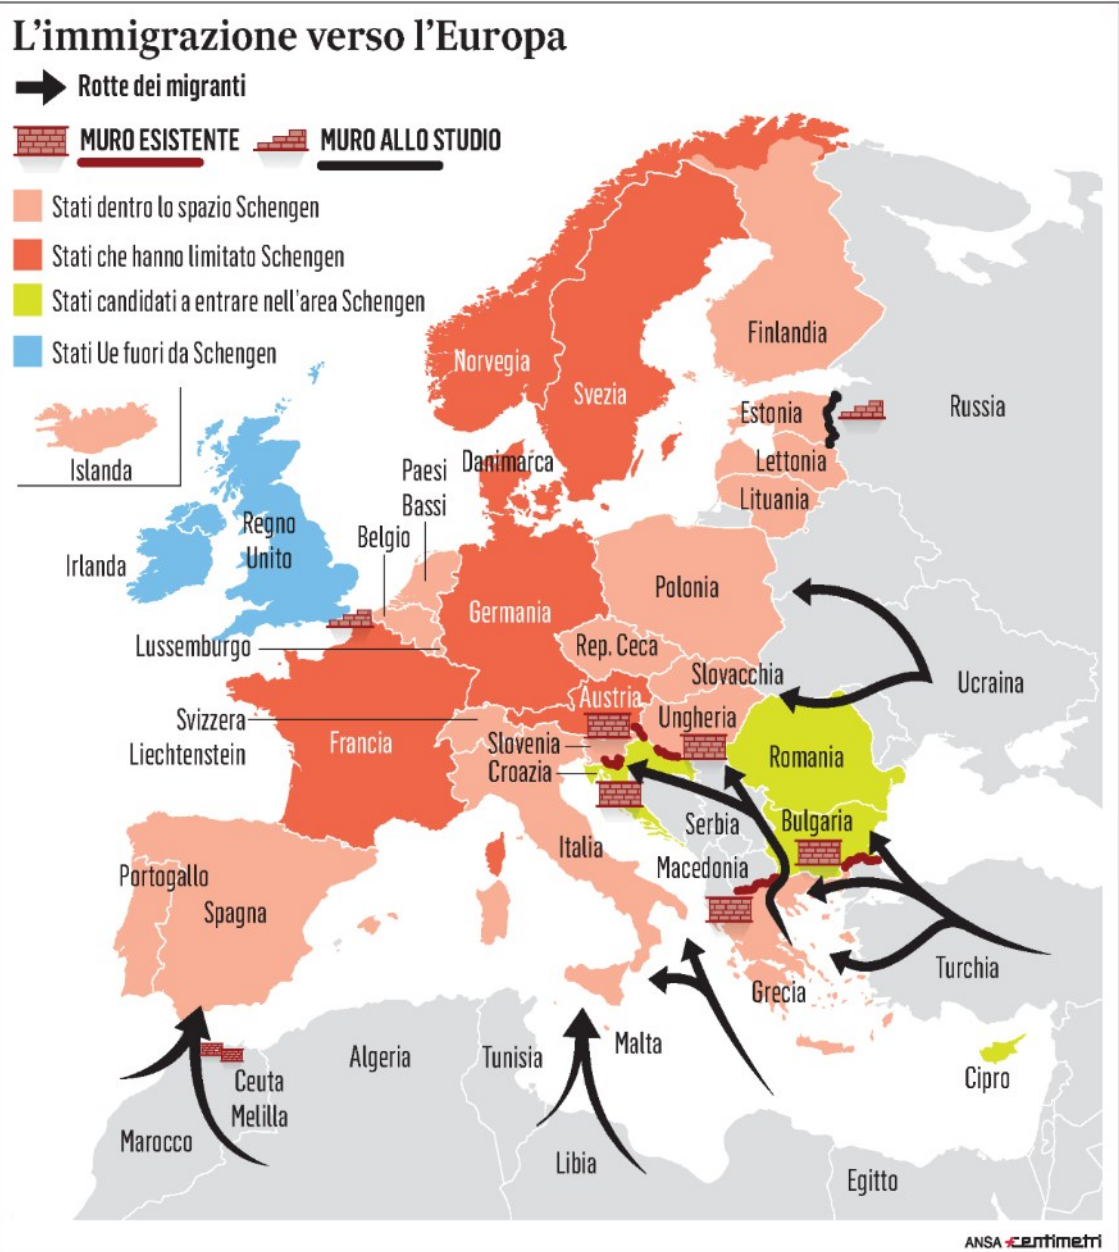 L'immigrazione verso l'Europa
Rotte dei migranti
MURO ESISTENTE
MURO ALLO STUDIO
Stati dentro lo spazio Schengen
Stati che hanno limitato Schengen
Stati candidati a entrare nell'area Schengen
Stati Ue fuori da Schengen
Islanda
Norvegia
Svezia
Finlandia
Estonia
Russia
Lettonia
Lituania
Danimarca
Paesi
Bassi
Belgio
Regno
Unito
Irlanda
Polonia
Germania
Lussemburgo
Rep. Ceca
Slovacchia
Ucraina
Austria
Ungheria
Svizzera
Liechtenstein
Francia
Slovenia
Croazia
Romania
Serbia
Bulgaria
Italia
Macedonia
Portogallo
Spagna
Turchia
Grecia
Malta
Cipro
Algeria
Tunisia
Ceuta
Melilla
Marocco
Libia
Egitto
ANSA centimetri